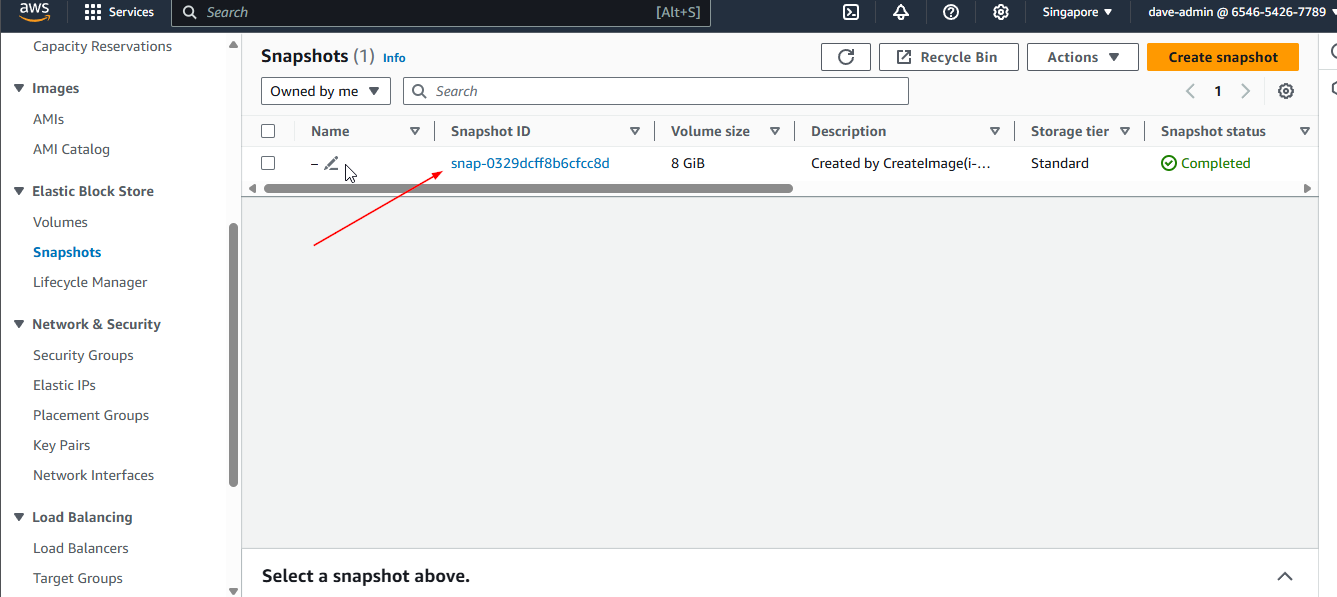 aws Services Search [Alt+S] Singapore dave-admin @ 6546-5426-7789
Capacity Reservations
Images
AMIs
AMI Catalog
Elastic Block Store
Volumes
Snapshots
Lifecycle Manager
Network & Security
Security Groups
Elastic IPs
Placement Groups
Key Pairs
Network Interfaces
Load Balancing
Load Balancers
Target Groups
Snapshots (1) Info Recycle Bin Actions Create snapshot
Owned by me Search 1
Name Snapshot ID Volume size Description Storage tier Snapshot status
– snap-0329dcff8b6cfcc8d 8 GiB Created by CreateImage(i-... Standard Completed
Select a snapshot above.